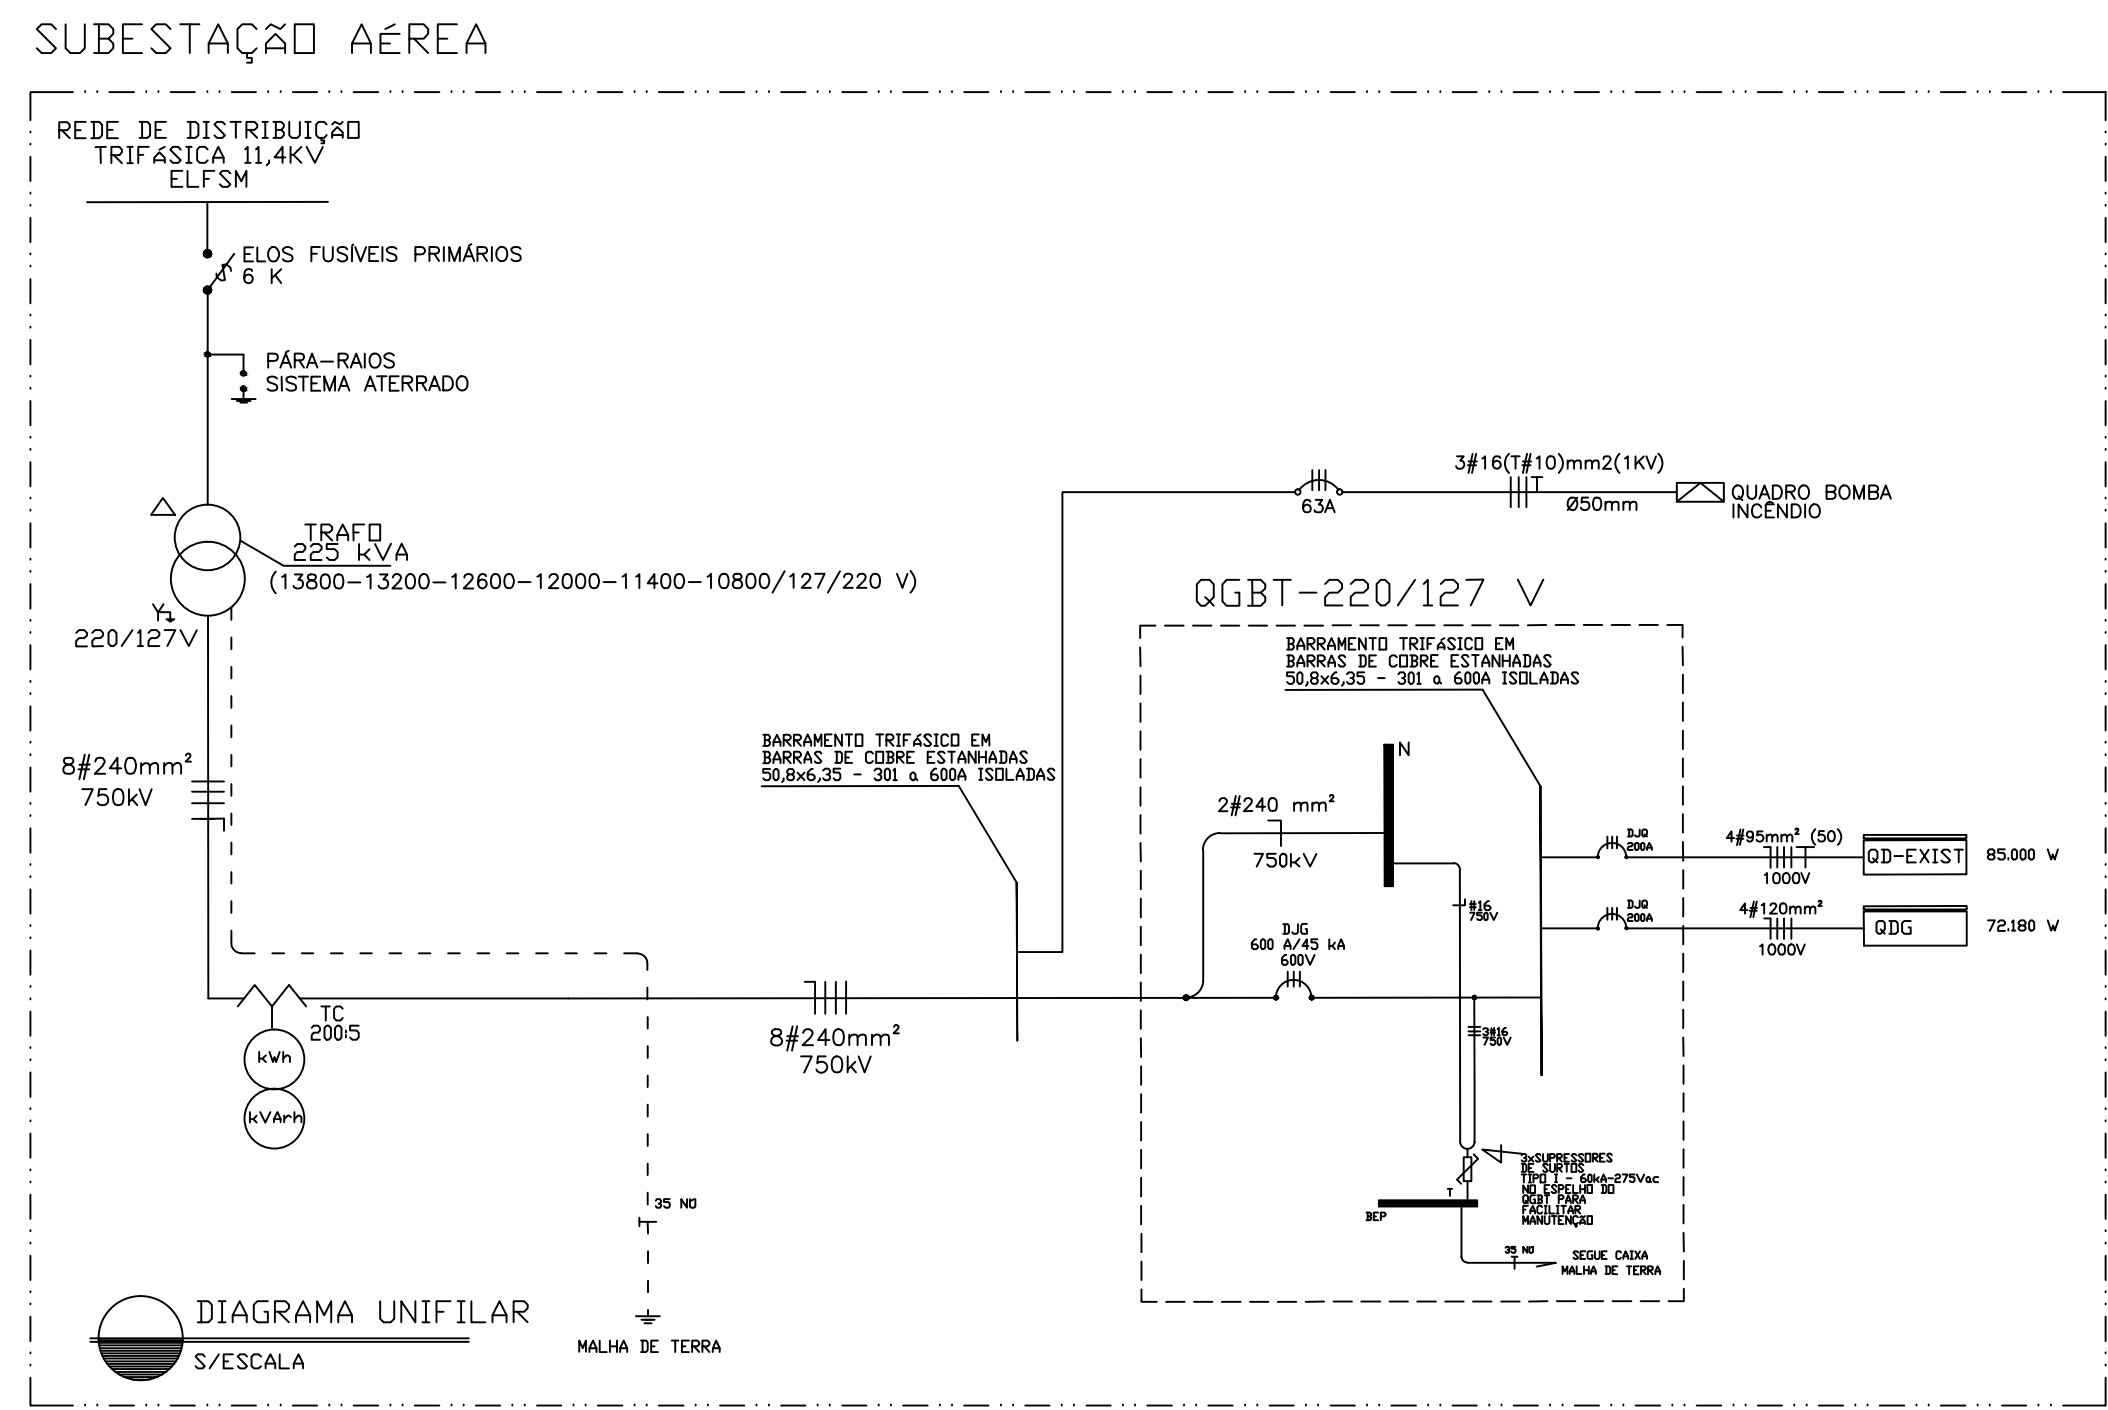 SUBESTAÇÃO AÉREA
REDE DE DISTRIBUIÇÃO
TRIFÁSICA 11,4KV
ELFSM
ELOS FUSÍVEIS PRIMÁRIOS
6 K
PÁRA-RAIOS
SISTEMA ATERRADO
TRAFO
225 kVA
(13800-13200-12600-12000-11400-10800/127/220 V)
220/127V
8#240mm²
750kV
TC
200:5
kWh
kVArh
35 NU
MALHA DE TERRA
8#240mm²
750kV
BARRAMENTO TRIFÁSICO EM
BARRAS DE COBRE ESTANHADAS
50,8x6,35 - 301 a 600A ISOLADAS
63A
3#16(T#10)mm2(1KV)
Ø50mm
QUADRO BOMBA
INCÊNDIO
QGBT-220/127 V
BARRAMENTO TRIFÁSICO EM
BARRAS DE COBRE ESTANHADAS
50,8x6,35 - 301 a 600A ISOLADAS
N
2#240 mm²
750kV
#16
750V
DJG
600 A/45 kA
600V
3#16
750V
DJQ
200A
4#95mm² (50)
1000V
QD-EXIST
85.000 W
DJQ
200A
4#120mm²
1000V
QDG
72.180 W
3xSUPRESSORES
DE SURTOS
TIPO I - 60kA-275Vac
NO ESPELHO DO
QGBT PARA
FACILITAR
MANUTENÇÃO
T
BEP
35 NU
SEGUE CAIXA
MALHA DE TERRA
DIAGRAMA UNIFILAR
S/ESCALA